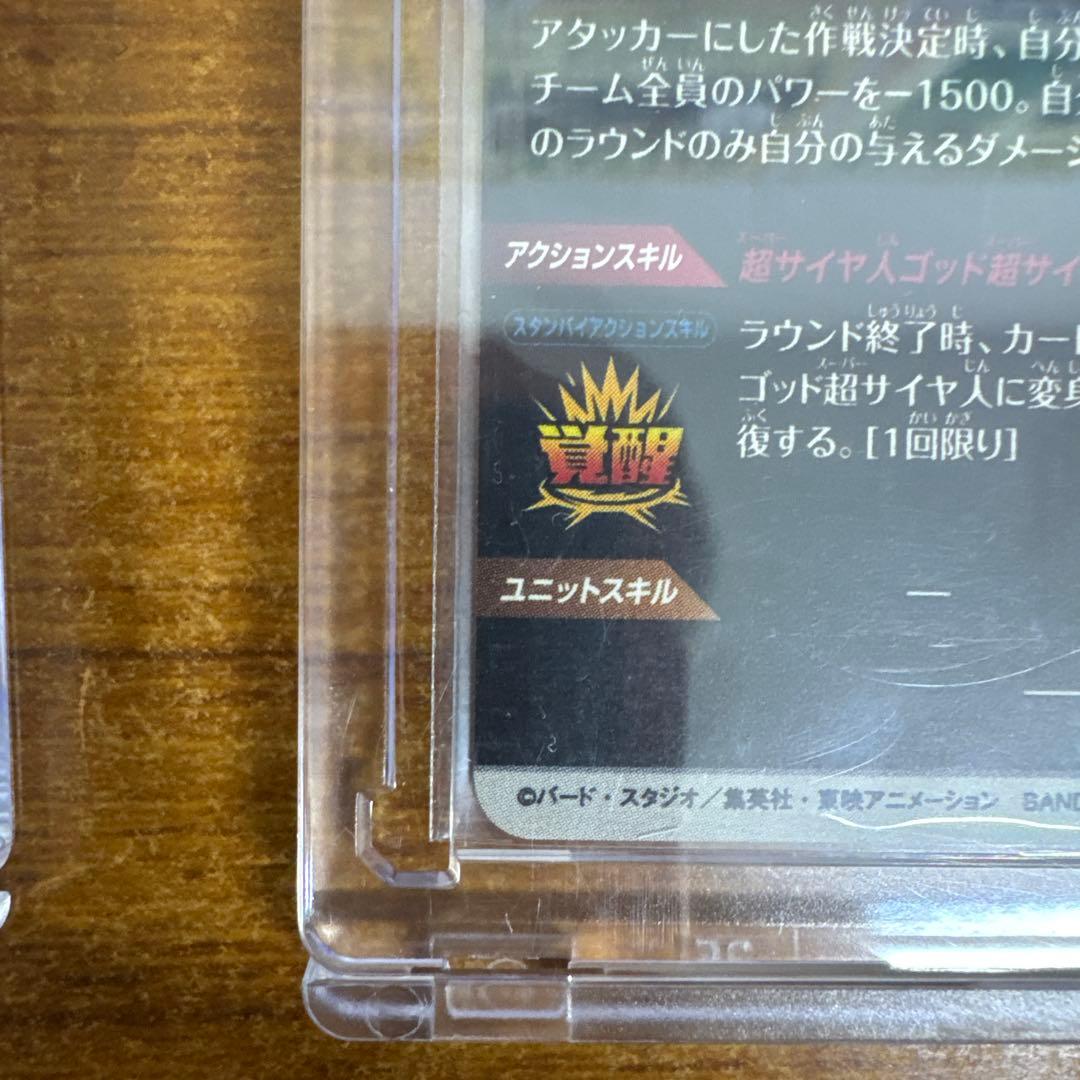 アタッカーにした作戦決定時、自分
チーム全員のパワーを-1500。自
のラウンドのみ自分の与えるダメージ
アクションスキル
超サイヤ人ゴッド超サイ
スタンバイアクションスキル
ラウンド終了時、カード
ゴッド超サイヤ人に変身
復する。[1回限り]
覚醒
ユニットスキル
ー
©バード・スタジオ/集英社・東映アニメーション BAND